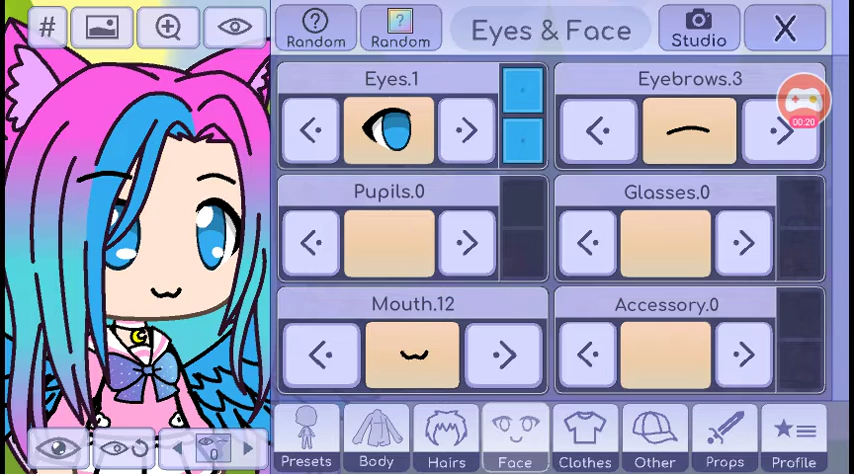 #
? Random
? Random
Eyes & Face
Studio
X
Eyes.1
Eyebrows.3
00:20
Pupils.0
Glasses.0
Mouth.12
Accessory.0
0
Presets
Body
Hairs
Face
Clothes
Other
Props
Profile